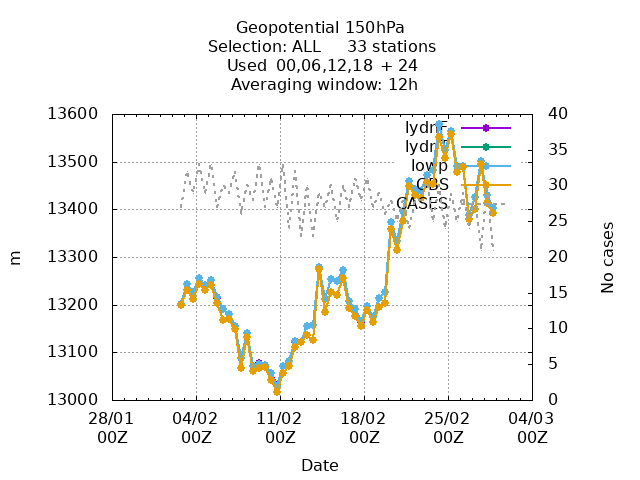 Geopotential 150hPa
Selection: ALL 33 stations
Used 00,06,12,18 + 24
Averaging window: 12h
13600
13500
13400
13300
13200
13100
13000
m
40
35
30
25
20
15
10
5
0
No cases
lowp
OBS
CASES
28/01 04/02 11/02 18/02 25/02 04/03
00Z 00Z 00Z 00Z 00Z 00Z
Date